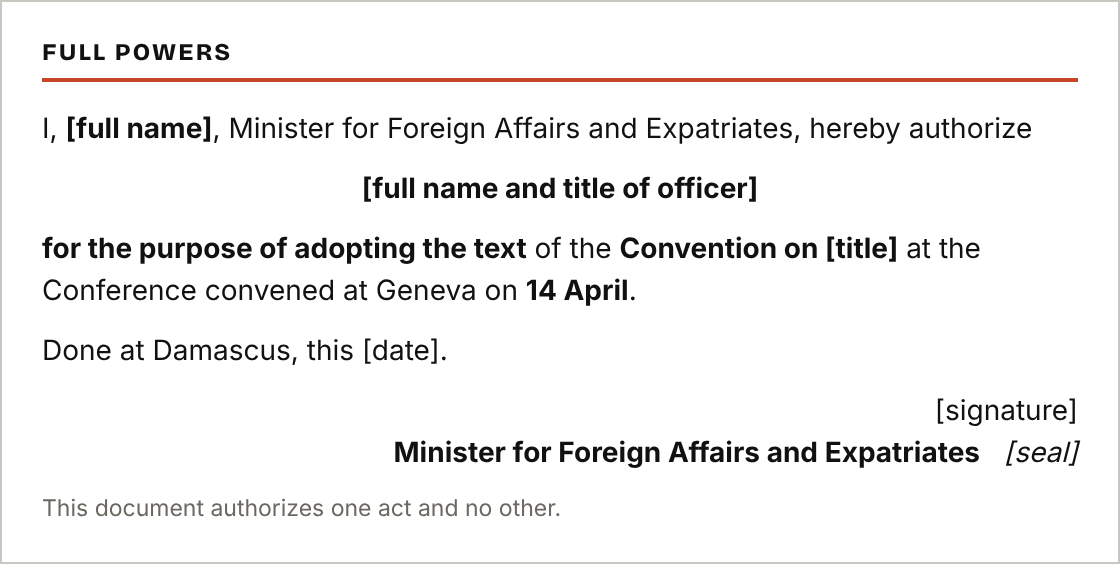 FULL POWERS
I, [full name], Minister for Foreign Affairs and Expatriates, hereby authorize
[full name and title of officer]
for the purpose of adopting the text of the Convention on [title] at the
Conference convened at Geneva on 14 April.
Done at Damascus, this [date].
[signature]
Minister for Foreign Affairs and Expatriates [seal]
This document authorizes one act and no other.